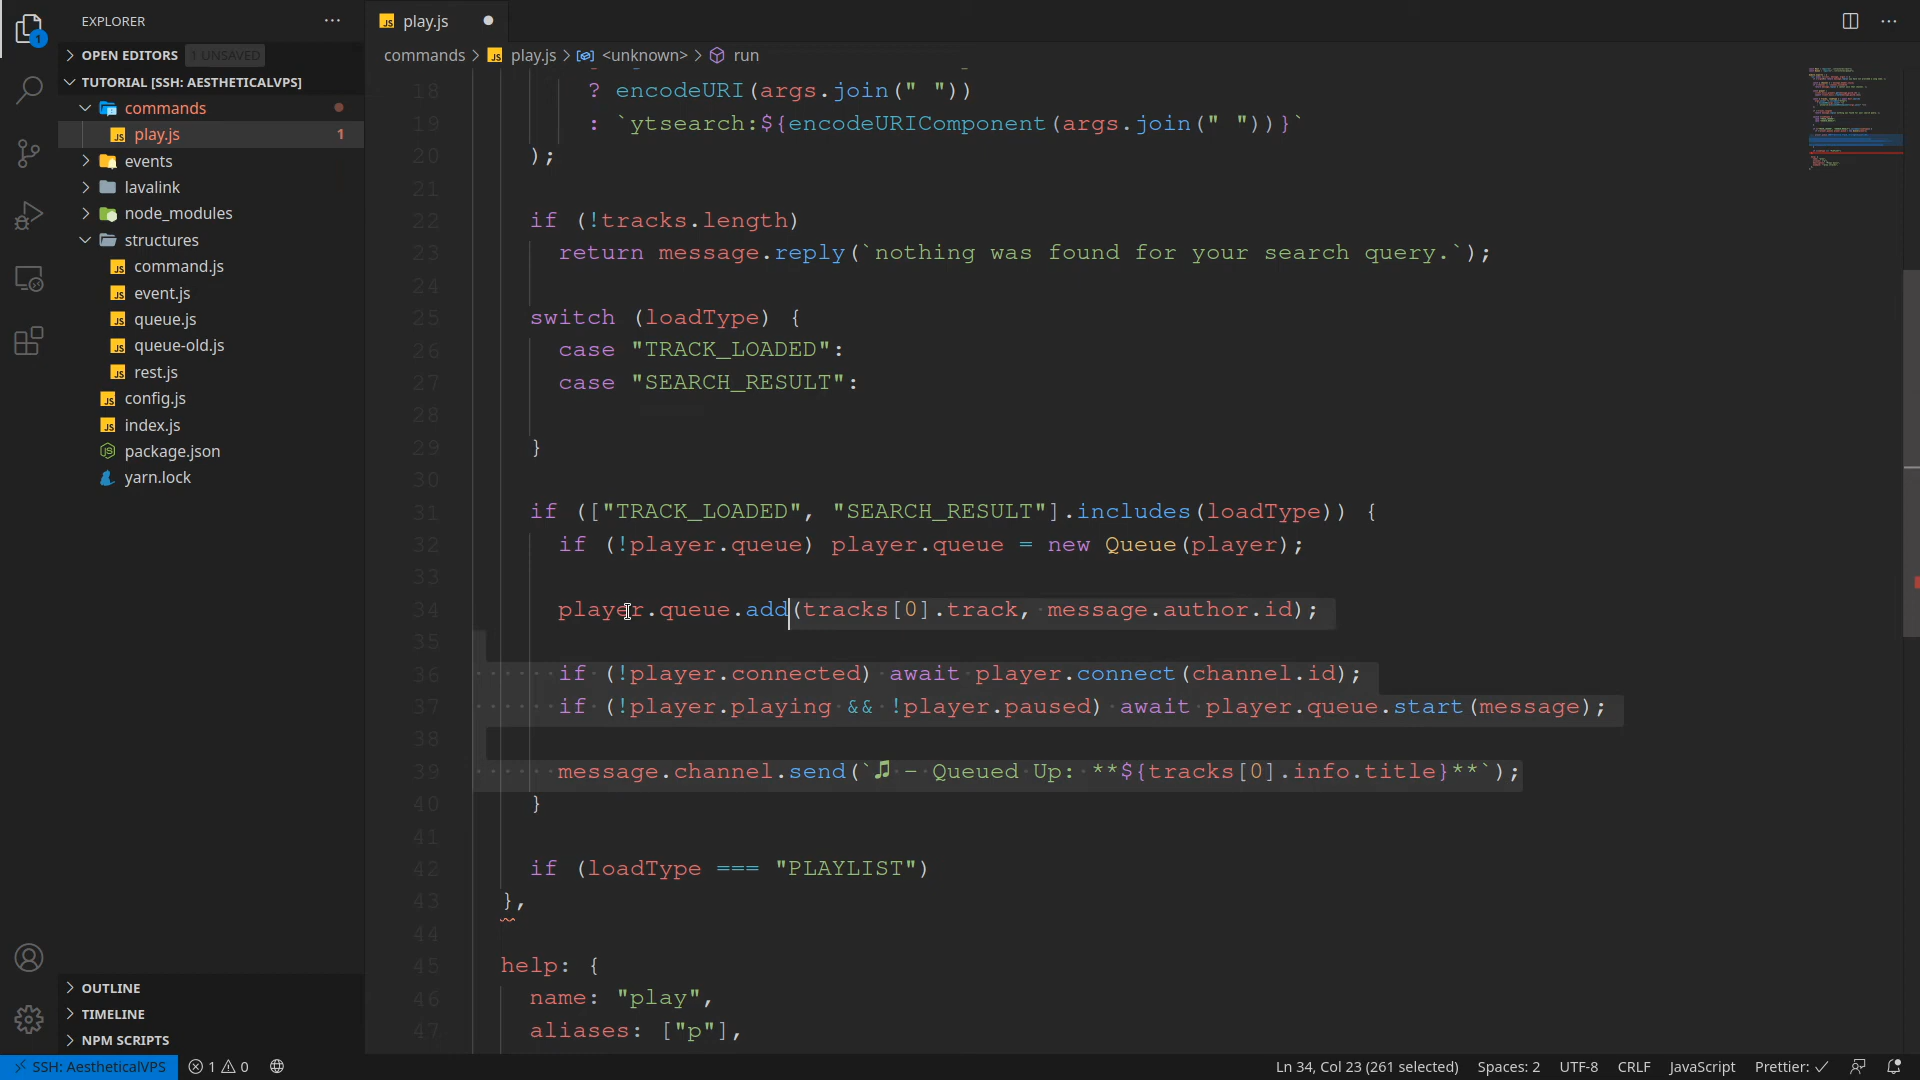 EXPLORER
OPEN EDITORS 1 UNSAVED
TUTORIAL [SSH: AESTHETICALVPS]
commands
play.js 1
events
lavalink
node_modules
structures
command.js
event.js
queue.js
queue-old.js
rest.js
config.js
index.js
package.json
yarn.lock
OUTLINE
TIMELINE
NPM SCRIPTS
1
play.js
commands > play.js > <unknown> > run
18 ? encodeURI(args.join(" "))
19 : `ytsearch:${encodeURIComponent(args.join(" "))}`
20 );
21
22 if (!tracks.length)
23 return message.reply(`nothing was found for your search query.`);
24
25 switch (loadType) {
26 case "TRACK_LOADED":
27 case "SEARCH_RESULT":
28
29 }
30
31 if (["TRACK_LOADED", "SEARCH_RESULT"].includes(loadType)) {
32 if (!player.queue) player.queue = new Queue(player);
33
34 player.queue.add(tracks[0].track, message.author.id);
35
36 if (!player.connected) await player.connect(channel.id);
37 if (!player.playing && !player.paused) await player.queue.start(message);
38
39 message.channel.send(`🎵 - Queued Up: **${tracks[0].info.title}**`);
40 }
41
42 if (loadType === "PLAYLIST")
43 },
44
45 help: {
46 name: "play",
47 aliases: ["p"],
SSH: AestheticalVPS 1 0 Ln 34, Col 23 (261 selected) Spaces: 2 UTF-8 CRLF JavaScript Prettier: ✓